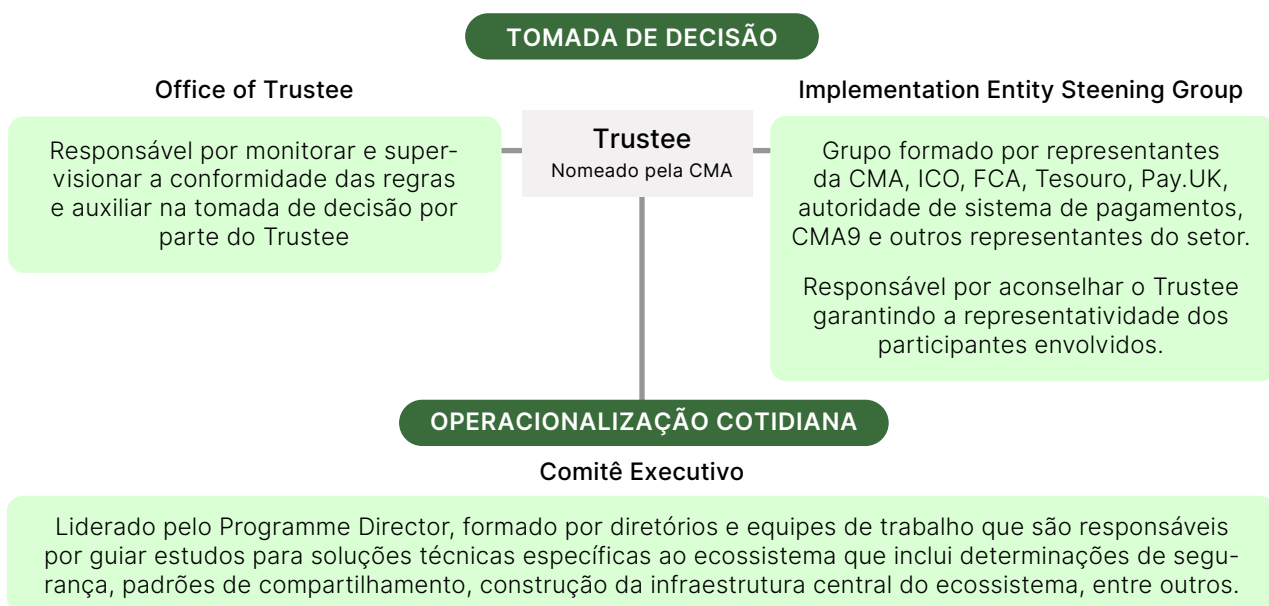 TOMADA DE DECISÃO
Office of Trustee
Responsável por monitorar e super-
visionar a conformidade das regras
e auxiliar na tomada de decisão por
parte do Trustee
Trustee
Nomeado pela CMA
Implementation Entity Steening Group
Grupo formado por representantes
da CMA, ICO, FCA, Tesouro, Pay.UK,
autoridade de sistema de pagamentos,
CMA9 e outros representantes do setor.
Responsável por aconselhar o Trustee
garantindo a representatividade dos
participantes envolvidos.
OPERACIONALIZAÇÃO COTIDIANA
Comitê Executivo
Liderado pelo Programme Director, formado por diretórios e equipes de trabalho que são responsáveis
por guiar estudos para soluções técnicas específicas ao ecossistema que inclui determinações de segu-
rança, padrões de compartilhamento, construção da infraestrutura central do ecossistema, entre outros.